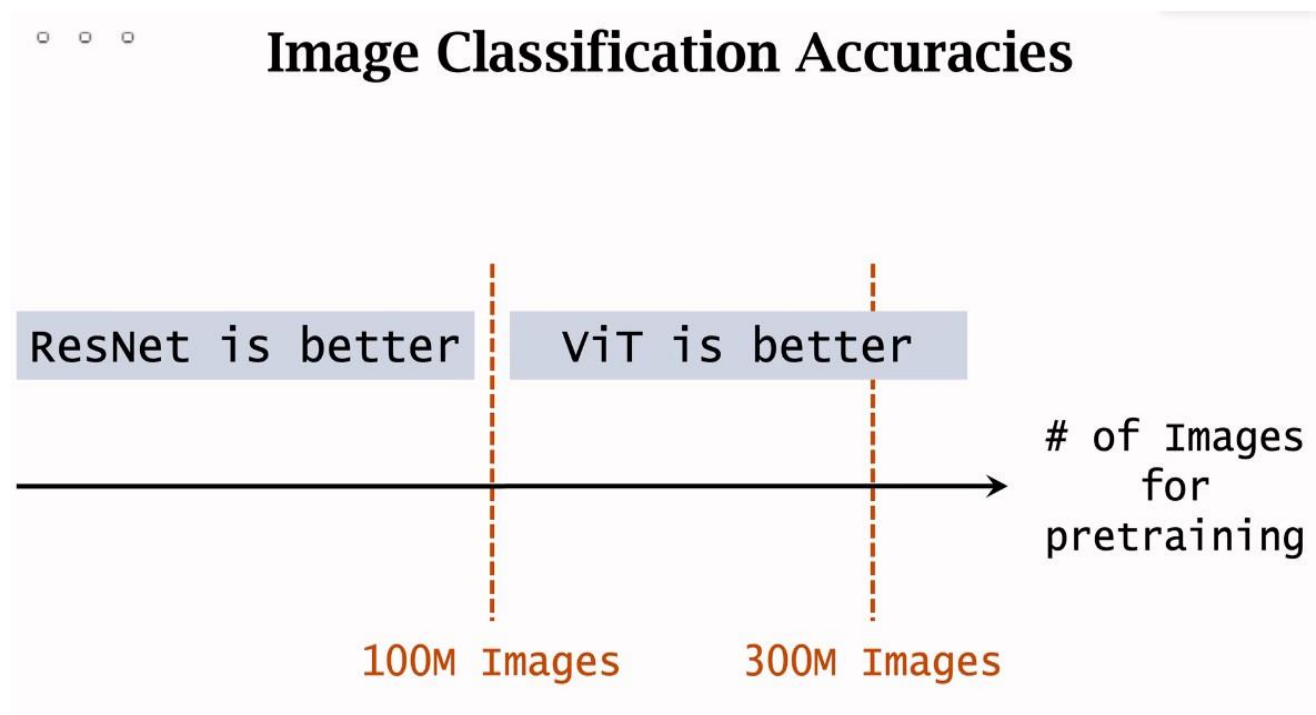 Image Classification Accuracies
ResNet is better
ViT is better
# of Images
for
pretraining
100M Images
300M Images